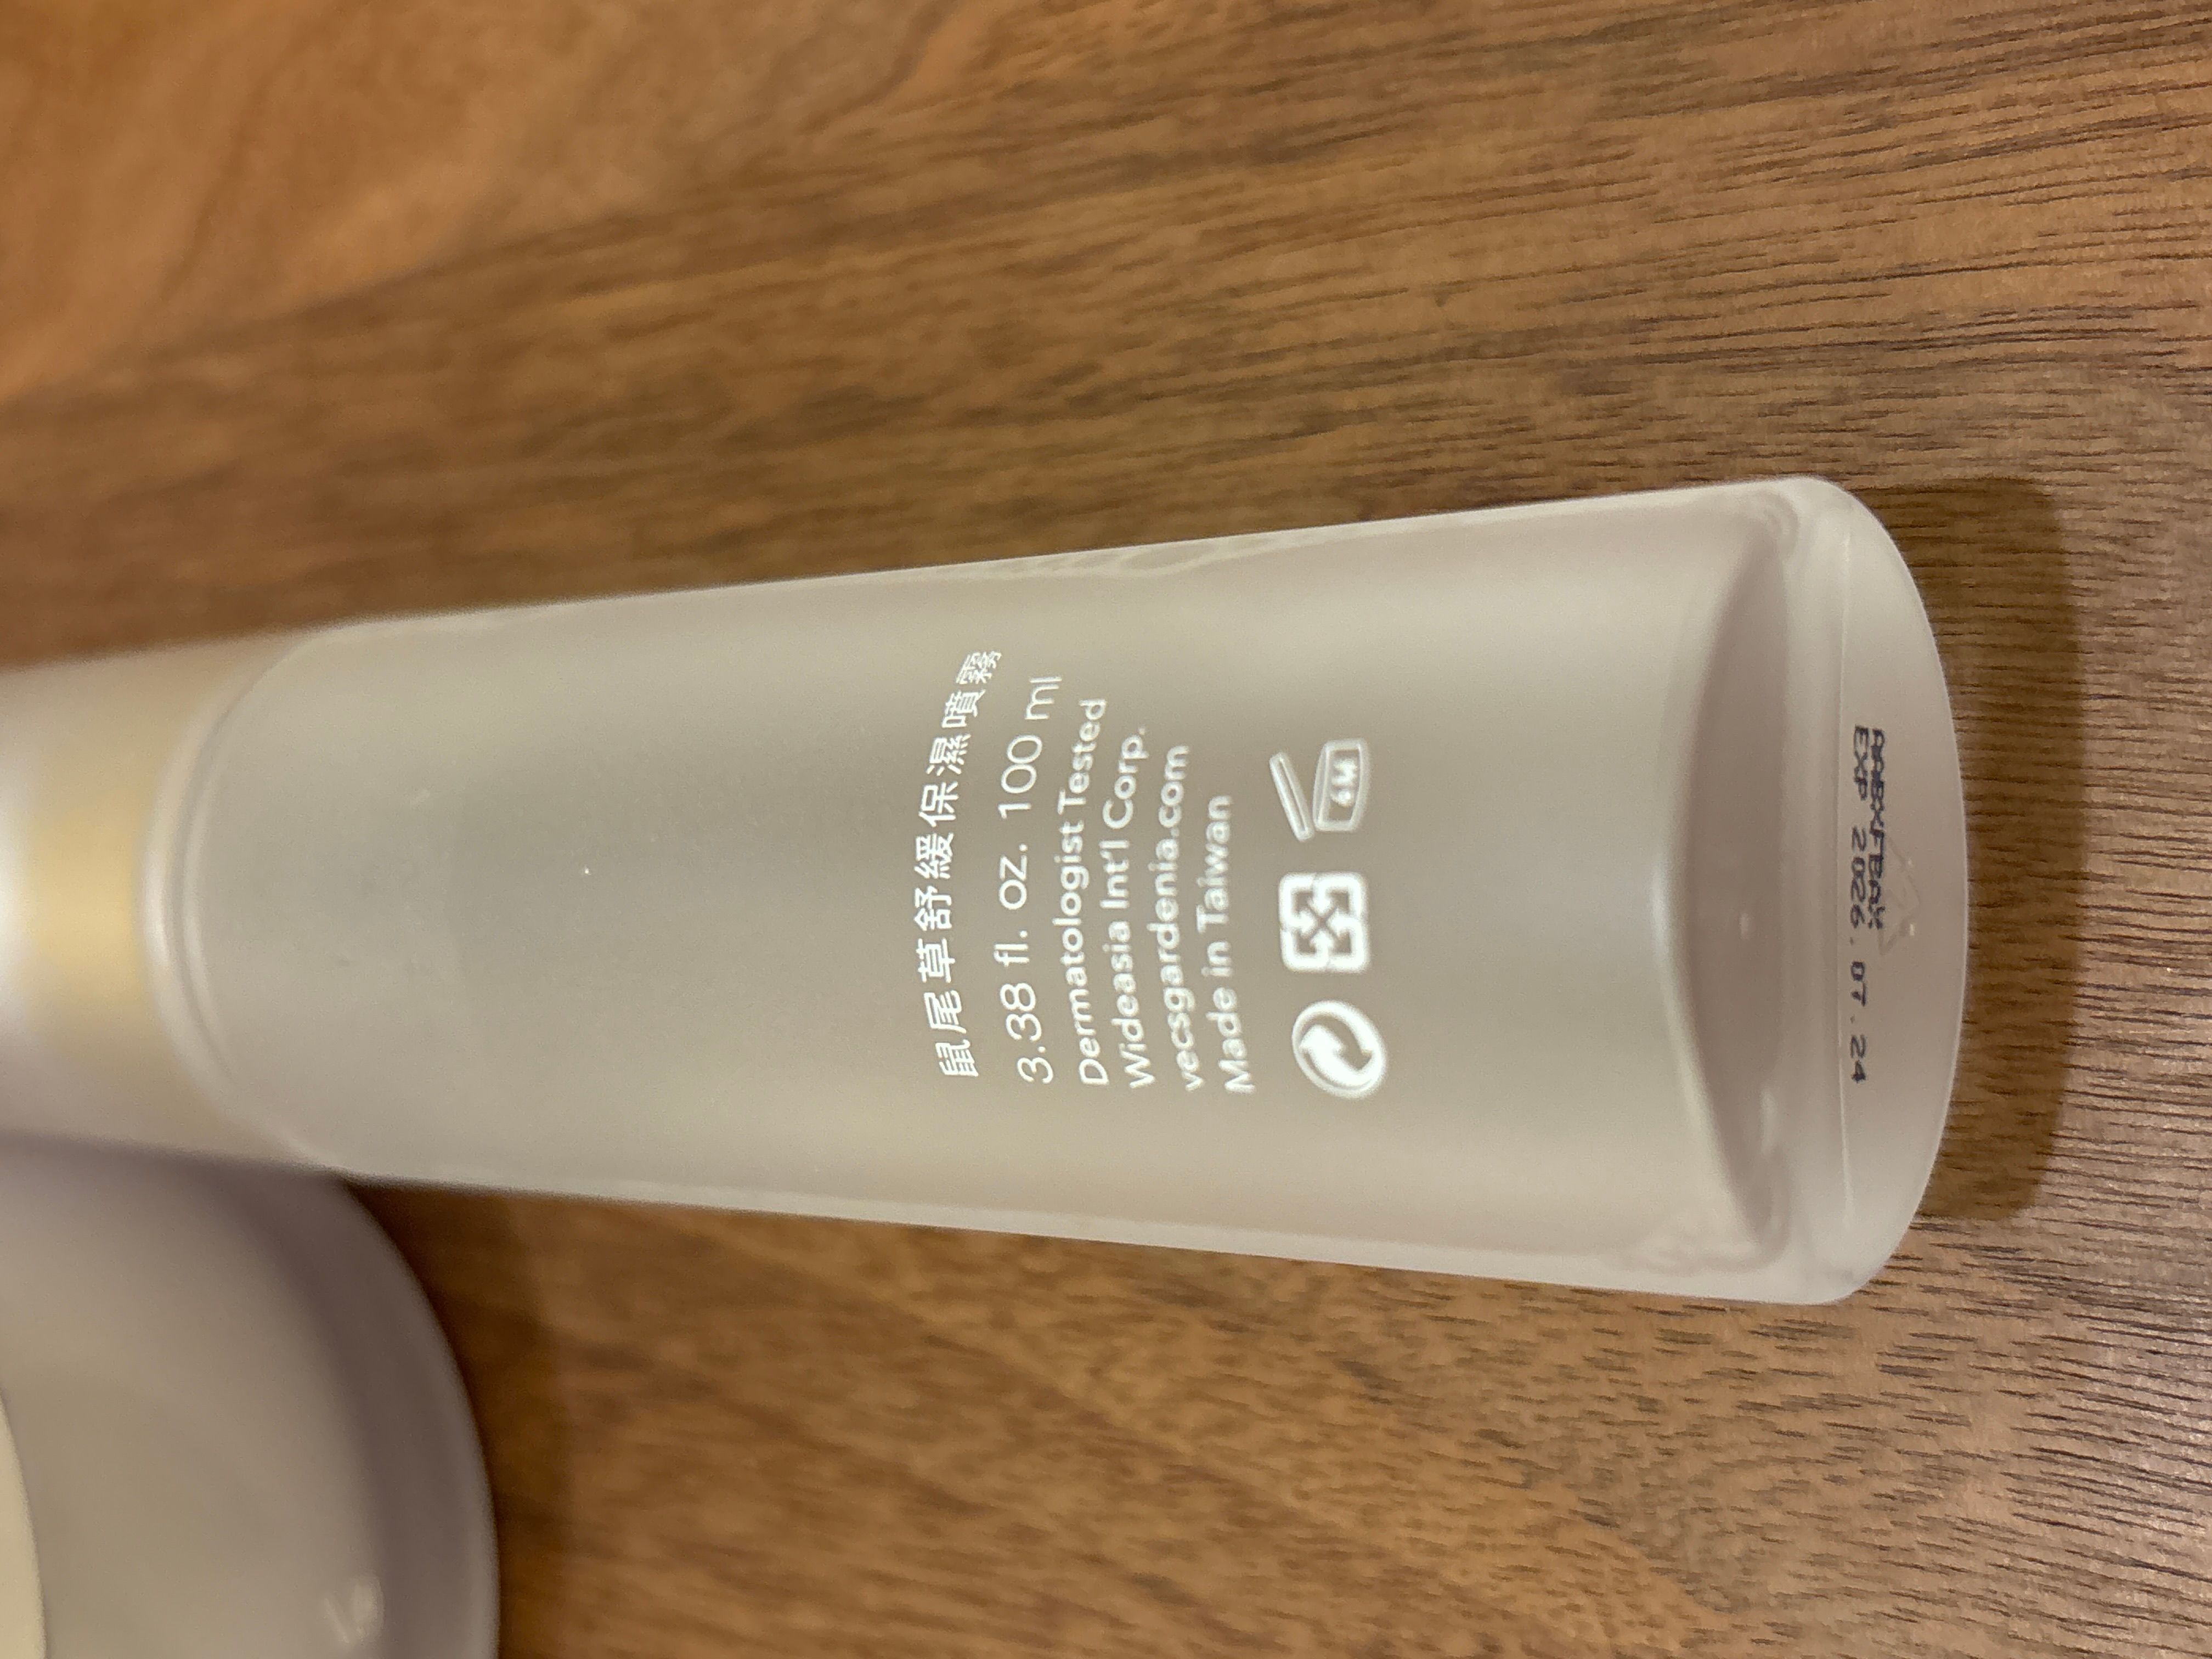 鼠尾草舒緩保濕噴霧
3.38 fl. oz. 100 ml
Dermatologist Tested
Wideasia Int'l Corp.
vecsgardenia.com
Made in Taiwan
6M
EXP 2026.07.24